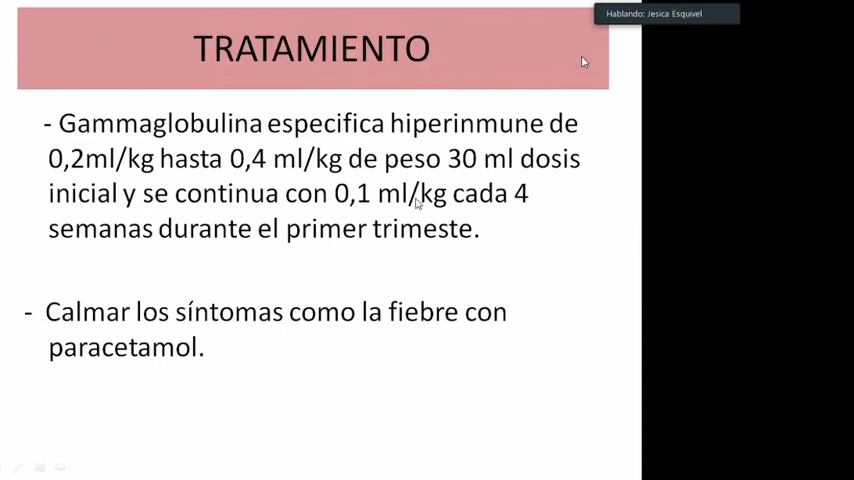 Hablando: Jesica Esquivel
TRATAMIENTO
- Gammaglobulina especifica hiperinmune de
0,2ml/kg hasta 0,4 ml/kg de peso 30 ml dosis
inicial y se continua con 0,1 ml/kg cada 4
semanas durante el primer trimeste.
- Calmar los síntomas como la fiebre con
paracetamol.